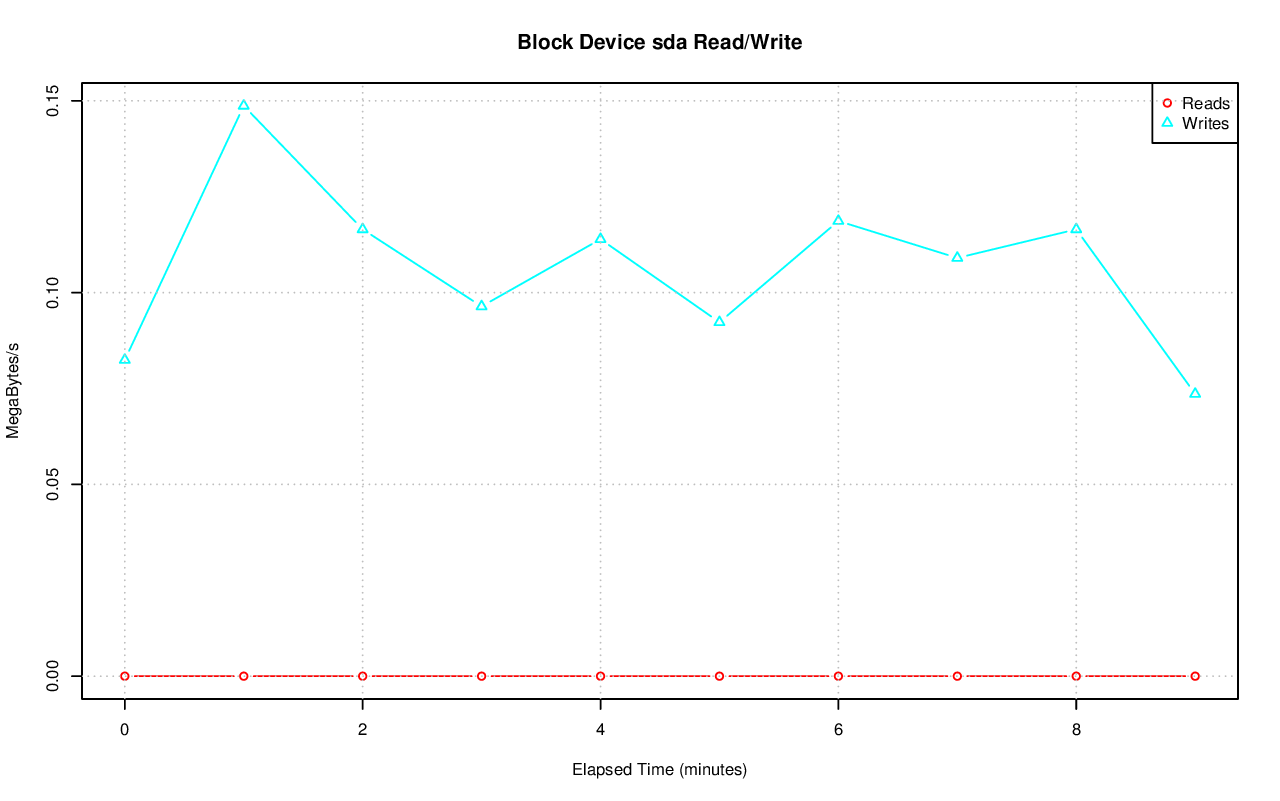 Block Device sda Read/Write
Reads
Writes
0.15
0.10
0.05
0.00
MegaBytes/s
0 2 4 6 8
Elapsed Time (minutes)